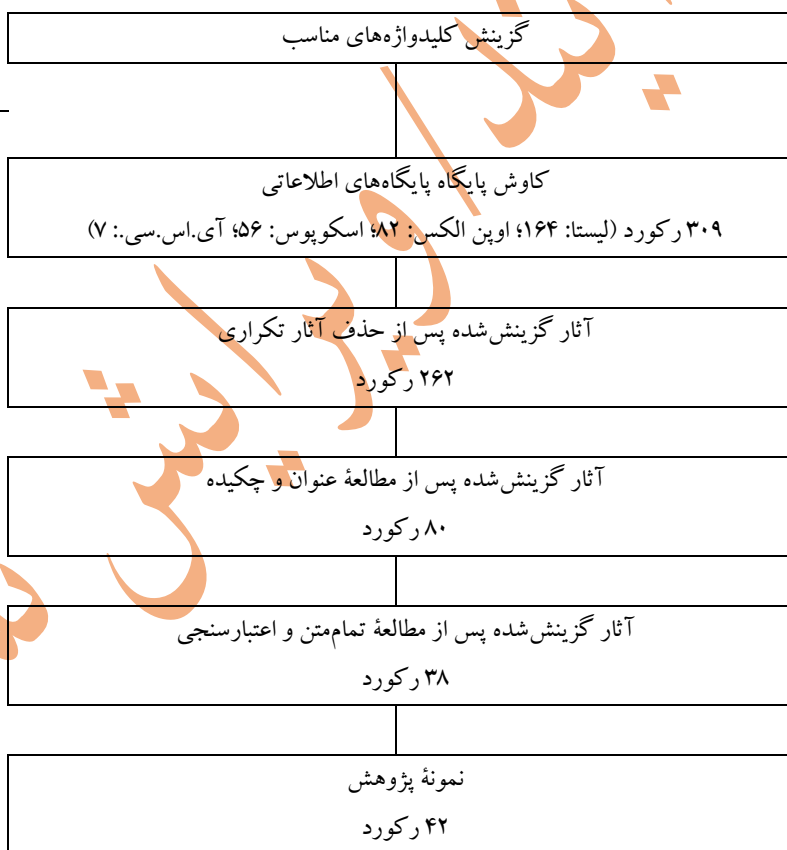 گزینش کلیدواژه‌های مناسب
کاوش پایگاه پایگاه‌های اطلاعاتی
۳۰۹ رکورد (لیستا: ۱۶۴؛ اوپن الکس: ۸۲؛ اسکوپوس: ۵۶؛ آی.اس.سی.: ۷)
آثار گزینش‌شده پس از حذف آثار تکراری
۲۶۲ رکورد
آثار گزینش‌شده پس از مطالعهٔ عنوان و چکیده
۸۰ رکورد
آثار گزینش‌شده پس از مطالعهٔ تمام‌متن و اعتبارسنجی
۳۸ رکورد
نمونهٔ پژوهش
۴۲ رکورد